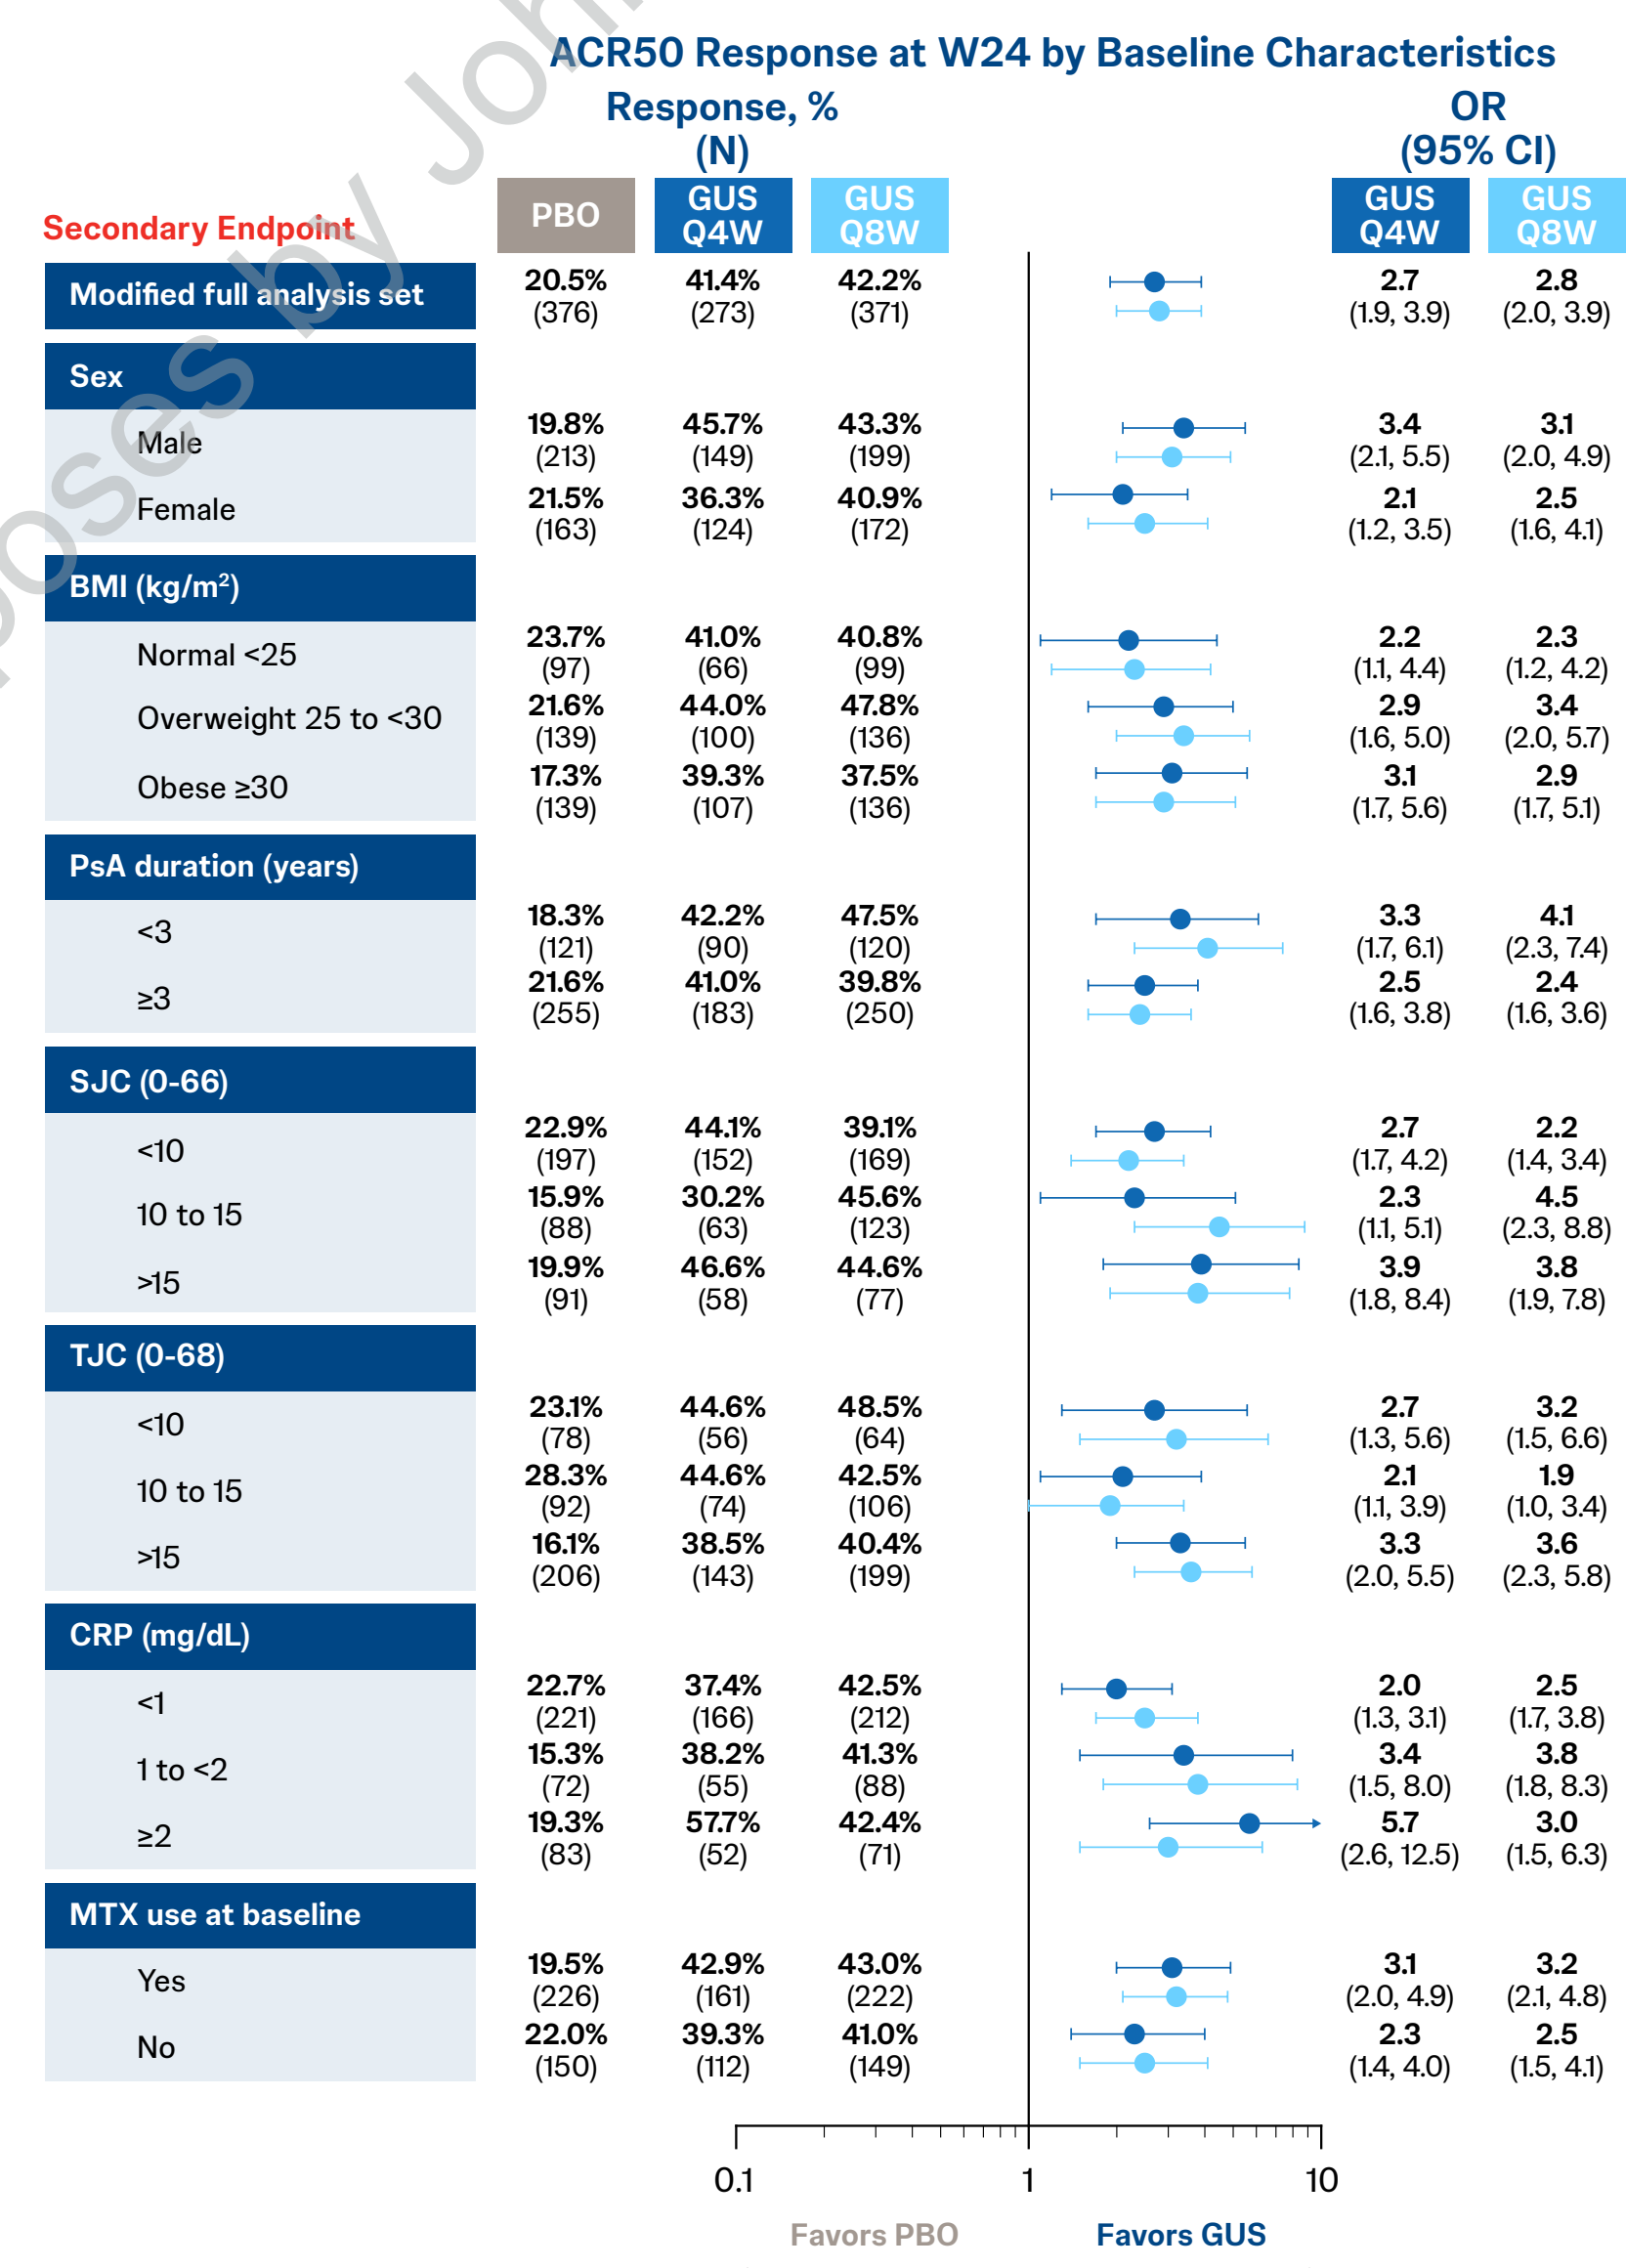 ACR50 Response at W24 by Baseline Characteristics
Response, %
(N)
OR
(95% CI)
Secondary Endpoint
PBO
GUS
Q4W
GUS
Q8W
GUS
Q4W
GUS
Q8W
Modified full analysis set
20.5% 41.4% 42.2% 2.7 2.8
(376) (273) (371) (1.9, 3.9) (2.0, 3.9)
Sex
Male
19.8% 45.7% 43.3% 3.4 3.1
(213) (149) (199) (2.1, 5.5) (2.0, 4.9)
Female
21.5% 36.3% 40.9% 2.1 2.5
(163) (124) (172) (1.2, 3.5) (1.6, 4.1)
BMI (kg/m²)
Normal <25
23.7% 41.0% 40.8% 2.2 2.3
(97) (66) (99) (1.1, 4.4) (1.2, 4.2)
Overweight 25 to <30
21.6% 44.0% 47.8% 2.9 3.4
(139) (100) (136) (1.6, 5.0) (2.0, 5.7)
Obese ≥30
17.3% 39.3% 37.5% 3.1 2.9
(139) (107) (136) (1.7, 5.6) (1.7, 5.1)
PsA duration (years)
<3
18.3% 42.2% 47.5% 3.3 4.1
(121) (90) (120) (1.7, 6.1) (2.3, 7.4)
≥3
21.6% 41.0% 39.8% 2.5 2.4
(255) (183) (250) (1.6, 3.8) (1.6, 3.6)
SJC (0-66)
<10
22.9% 44.1% 39.1% 2.7 2.2
(197) (152) (169) (1.7, 4.2) (1.4, 3.4)
10 to 15
15.9% 30.2% 45.6% 2.3 4.5
(88) (63) (123) (1.1, 5.1) (2.3, 8.8)
>15
19.9% 46.6% 44.6% 3.9 3.8
(91) (58) (77) (1.8, 8.4) (1.9, 7.8)
TJC (0-68)
<10
23.1% 44.6% 48.5% 2.7 3.2
(78) (56) (64) (1.3, 5.6) (1.5, 6.6)
10 to 15
28.3% 44.6% 42.5% 2.1 1.9
(92) (74) (106) (1.1, 3.9) (1.0, 3.4)
>15
16.1% 38.5% 40.4% 3.3 3.6
(206) (143) (199) (2.0, 5.5) (2.3, 5.8)
CRP (mg/dL)
<1
22.7% 37.4% 42.5% 2.0 2.5
(221) (166) (212) (1.3, 3.1) (1.7, 3.8)
1 to <2
15.3% 38.2% 41.3% 3.4 3.8
(72) (55) (88) (1.5, 8.0) (1.8, 8.3)
≥2
19.3% 57.7% 42.4% 5.7 3.0
(83) (52) (71) (2.6, 12.5) (1.5, 6.3)
MTX use at baseline
Yes
19.5% 42.9% 43.0% 3.1 3.2
(226) (161) (222) (2.0, 4.9) (2.1, 4.8)
No
22.0% 39.3% 41.0% 2.3 2.5
(150) (112) (149) (1.4, 4.0) (1.5, 4.1)
0.1 1 10
Favors PBO Favors GUS
by